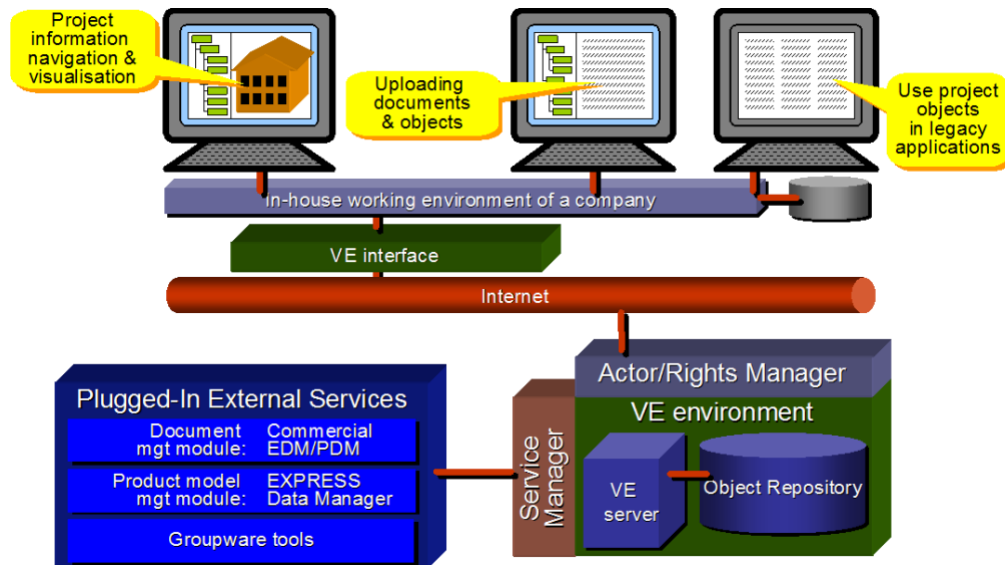 Project
information
navigation &
visualisation
Uploading
documents
& objects
Use project
objects
in legacy
applications
In-house working environment of a company
VE interface
Internet
Plugged-In External Services
Document Commercial
mgt module: EDM/PDM
Product model EXPRESS
mgt module: Data Manager
Groupware tools
Service
Manager
Actor/Rights Manager
VE environment
VE
server
Object Repository